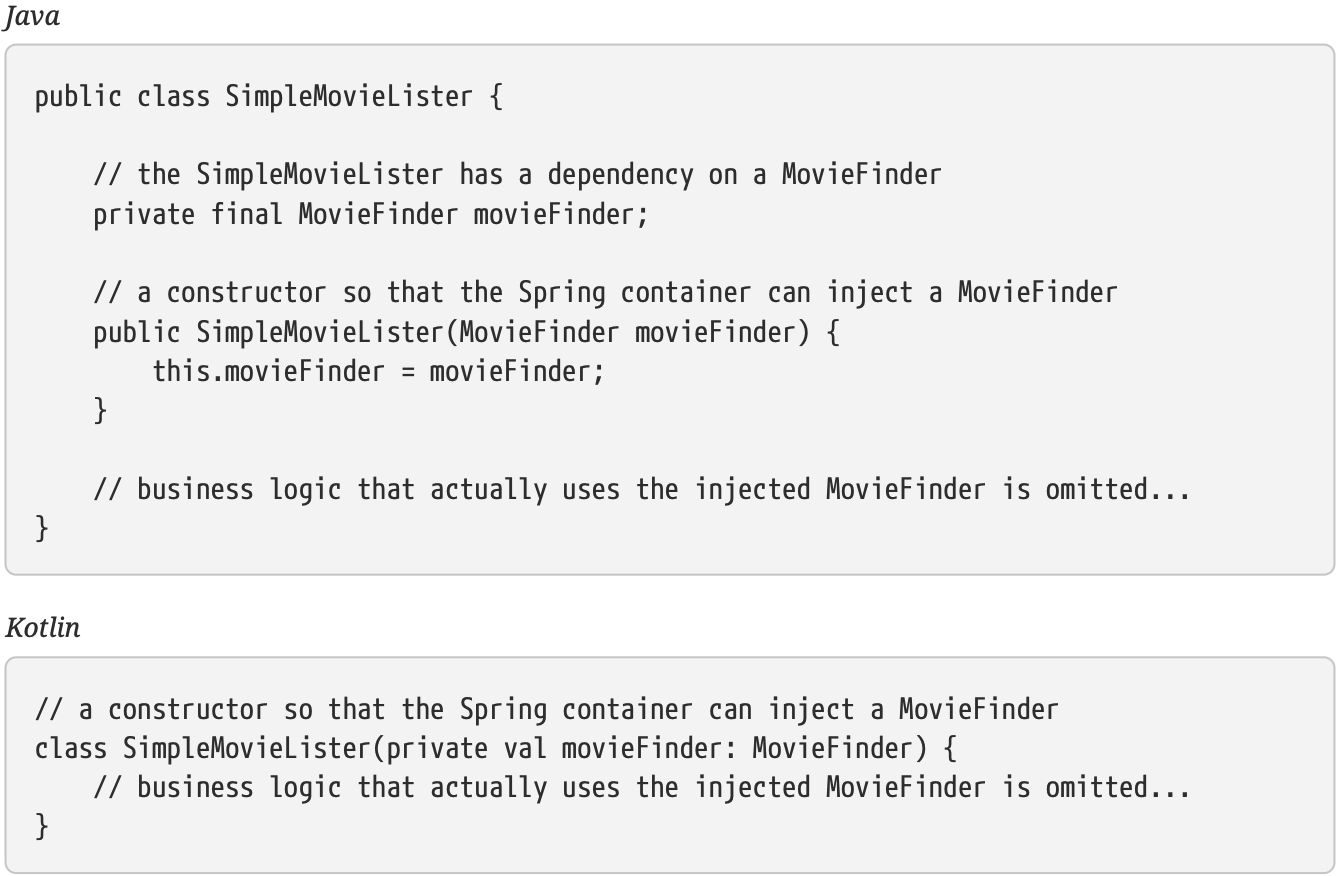 Java
public class SimpleMovieLister {
    // the SimpleMovieLister has a dependency on a MovieFinder
    private final MovieFinder movieFinder;
    // a constructor so that the Spring container can inject a MovieFinder
    public SimpleMovieLister(MovieFinder movieFinder) {
        this.movieFinder = movieFinder;
    }
    // business logic that actually uses the injected MovieFinder is omitted...
}
Kotlin
// a constructor so that the Spring container can inject a MovieFinder
class SimpleMovieLister(private val movieFinder: MovieFinder) {
    // business logic that actually uses the injected MovieFinder is omitted...
}